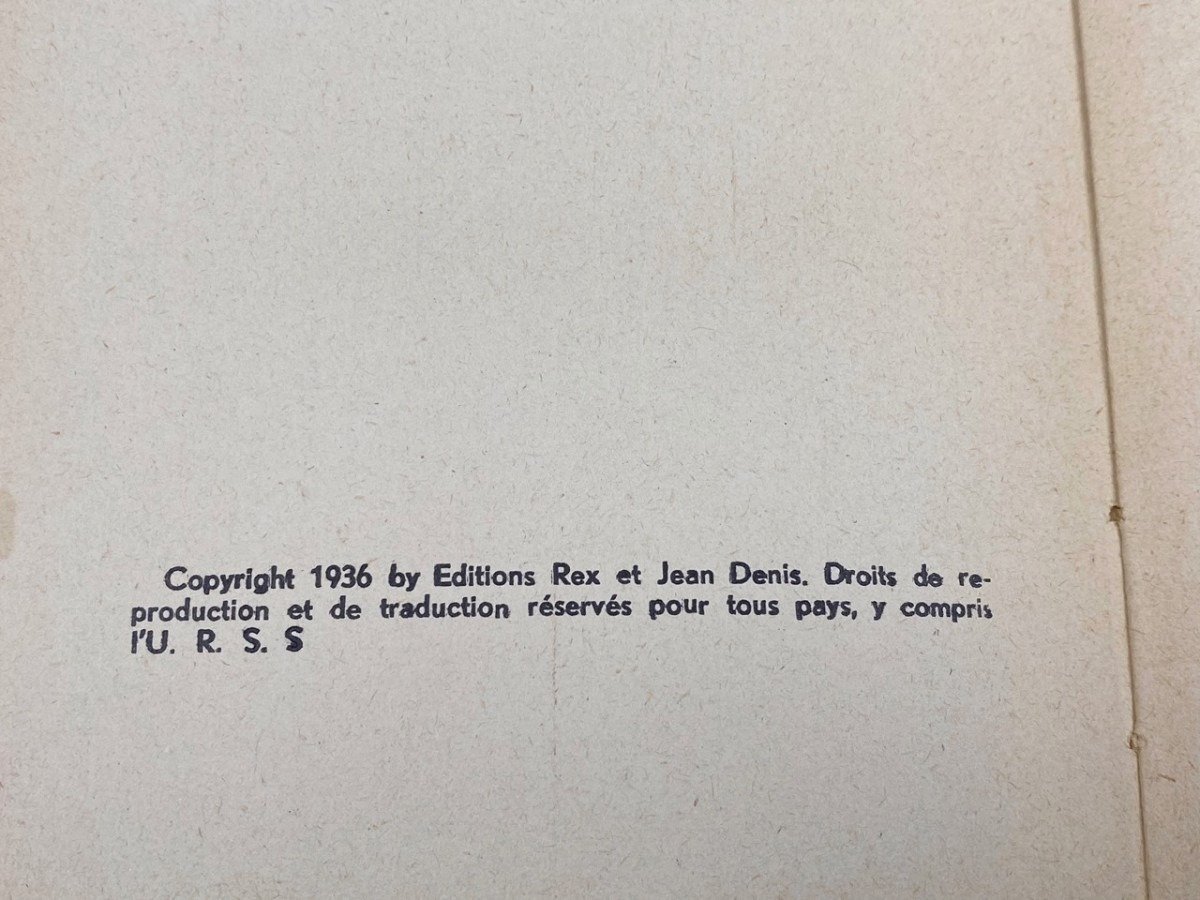 Copyright 1936 by Editions Rex et Jean Denis. Droits de re-
production et de traduction réservés pour tous pays, y compris
l'U. R. S. S